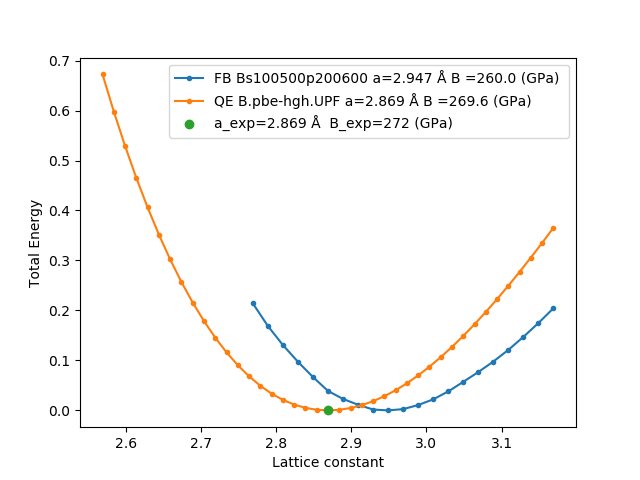 0.7
0.6
0.5
0.4
0.3
0.2
0.1
0.0
Total Energy
FB Bs100500p200600 a=2.947 Å B =260.0 (GPa)
QE B.pbe-hgh.UPF a=2.869 Å B =269.6 (GPa)
a_exp=2.869 Å  B_exp=272 (GPa)
2.6 2.7 2.8 2.9 3.0 3.1
Lattice constant